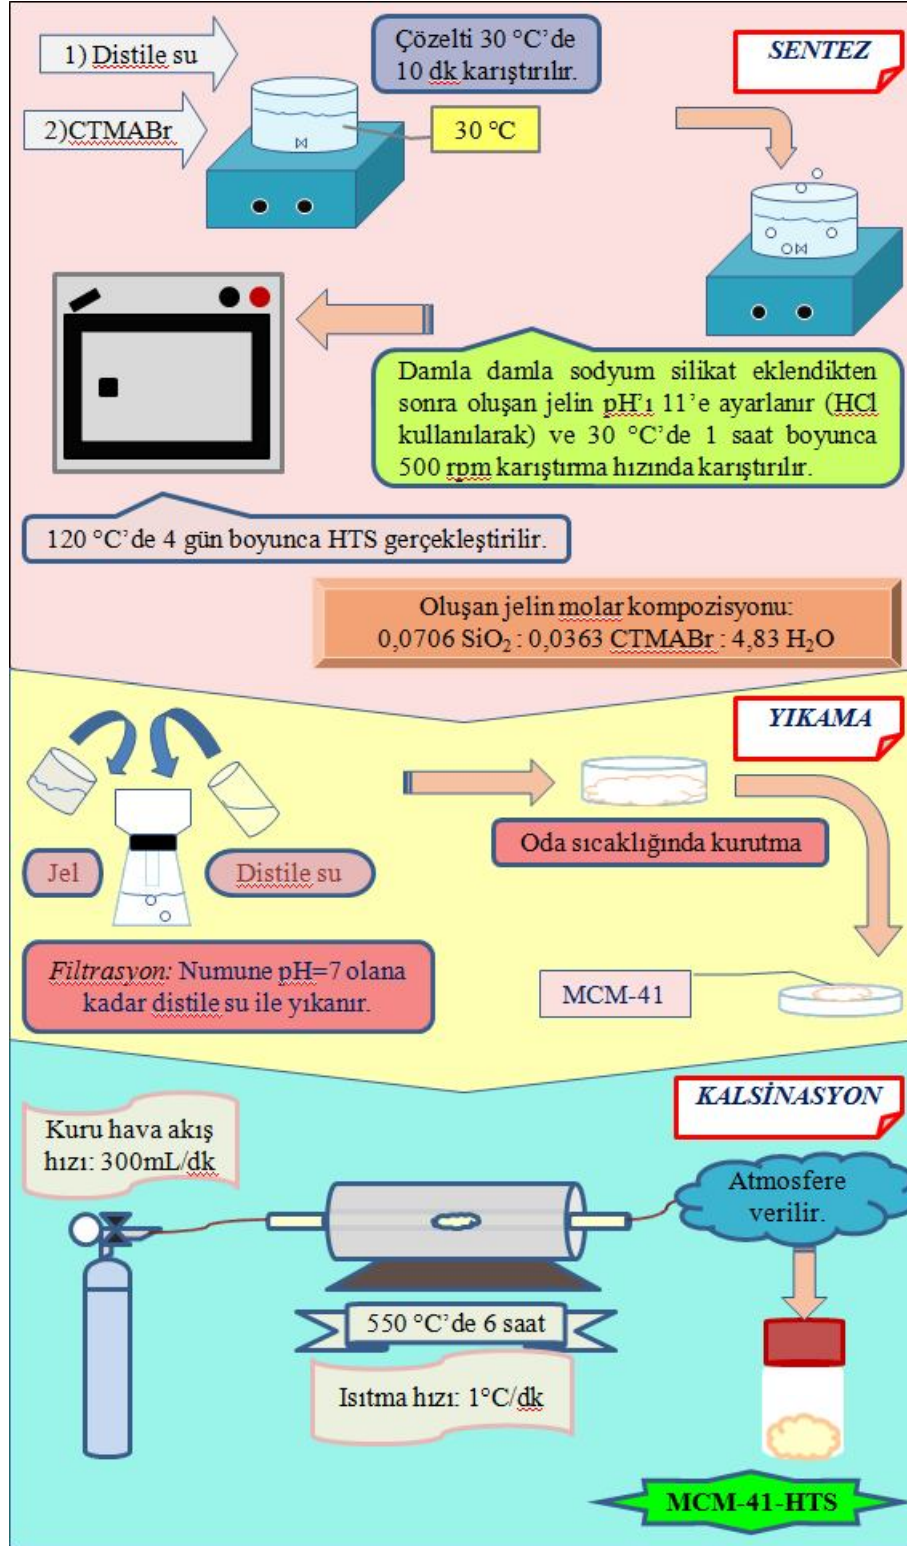 1) Distile su
2)CTMABr
Çözelti 30 °C’de
10 dk karıştırılır.
30 °C
SENTEZ
Damla damla sodyum silikat eklendikten
sonra oluşan jelin pH’ı 11’e ayarlanır (HCl
kullanılarak) ve 30 °C’de 1 saat boyunca
500 rpm karıştırma hızında karıştırılır.
120 °C’de 4 gün boyunca HTS gerçekleştirilir.
Oluşan jelin molar kompozisyonu:
0,0706 SiO₂ : 0,0363 CTMABr : 4,83 H₂O
YIKAMA
Jel
Distile su
Oda sıcaklığında kurutma
Filtrasyon: Numune pH=7 olana
kadar distile su ile yıkanır.
MCM-41
KALSİNASYON
Kuru hava akış
hızı: 300mL/dk
Atmosfere
verilir.
550 °C’de 6 saat
Isıtma hızı: 1°C/dk
MCM-41-HTS